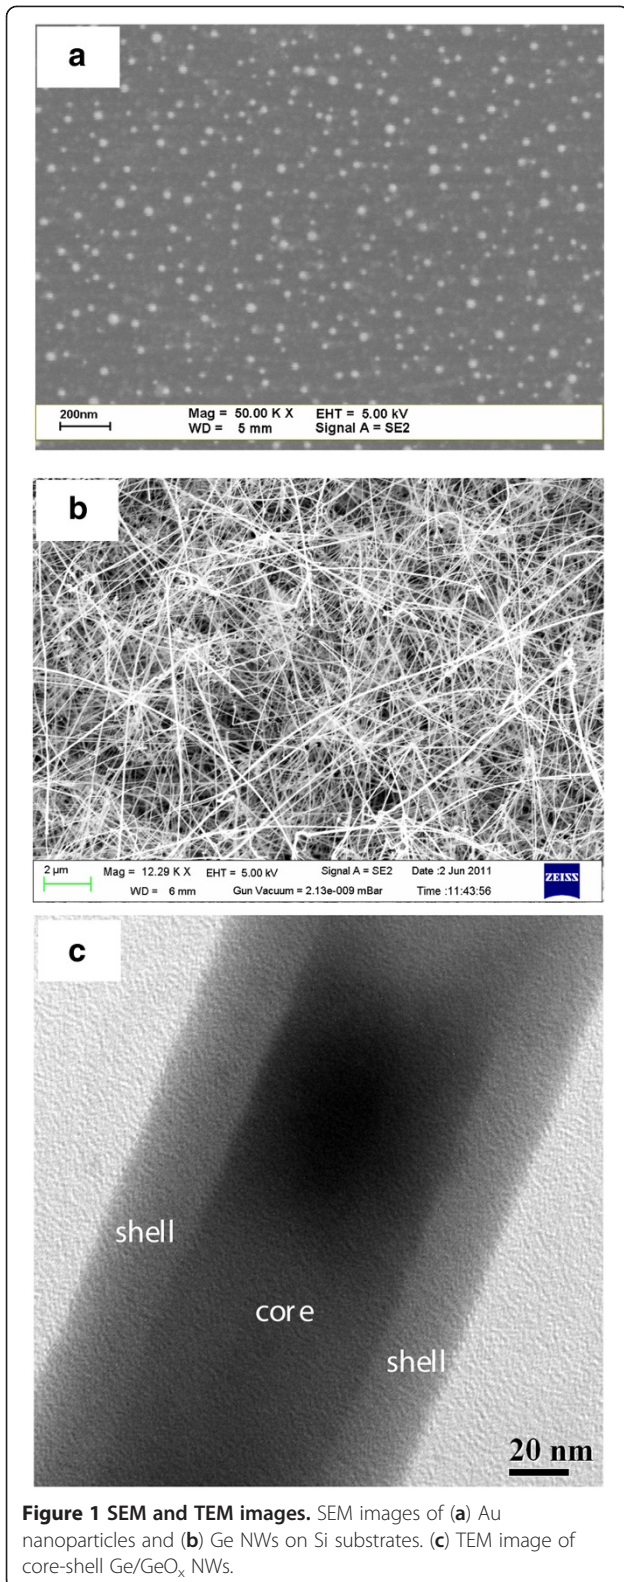 a
200nm
Mag = 50.00 K X EHT = 5.00 kV
WD = 5 mm Signal A = SE2
b
2 µm Mag = 12.29 K X EHT = 5.00 kV Signal A = SE2 Date :2 Jun 2011
WD = 6 mm Gun Vacuum = 2.13e-009 mBar Time :11:43:56
ZEISS
c
shell
core
shell
20 nm
Figure 1 SEM and TEM images. SEM images of (a) Au
nanoparticles and (b) Ge NWs on Si substrates. (c) TEM image of
core-shell Ge/GeOx NWs.